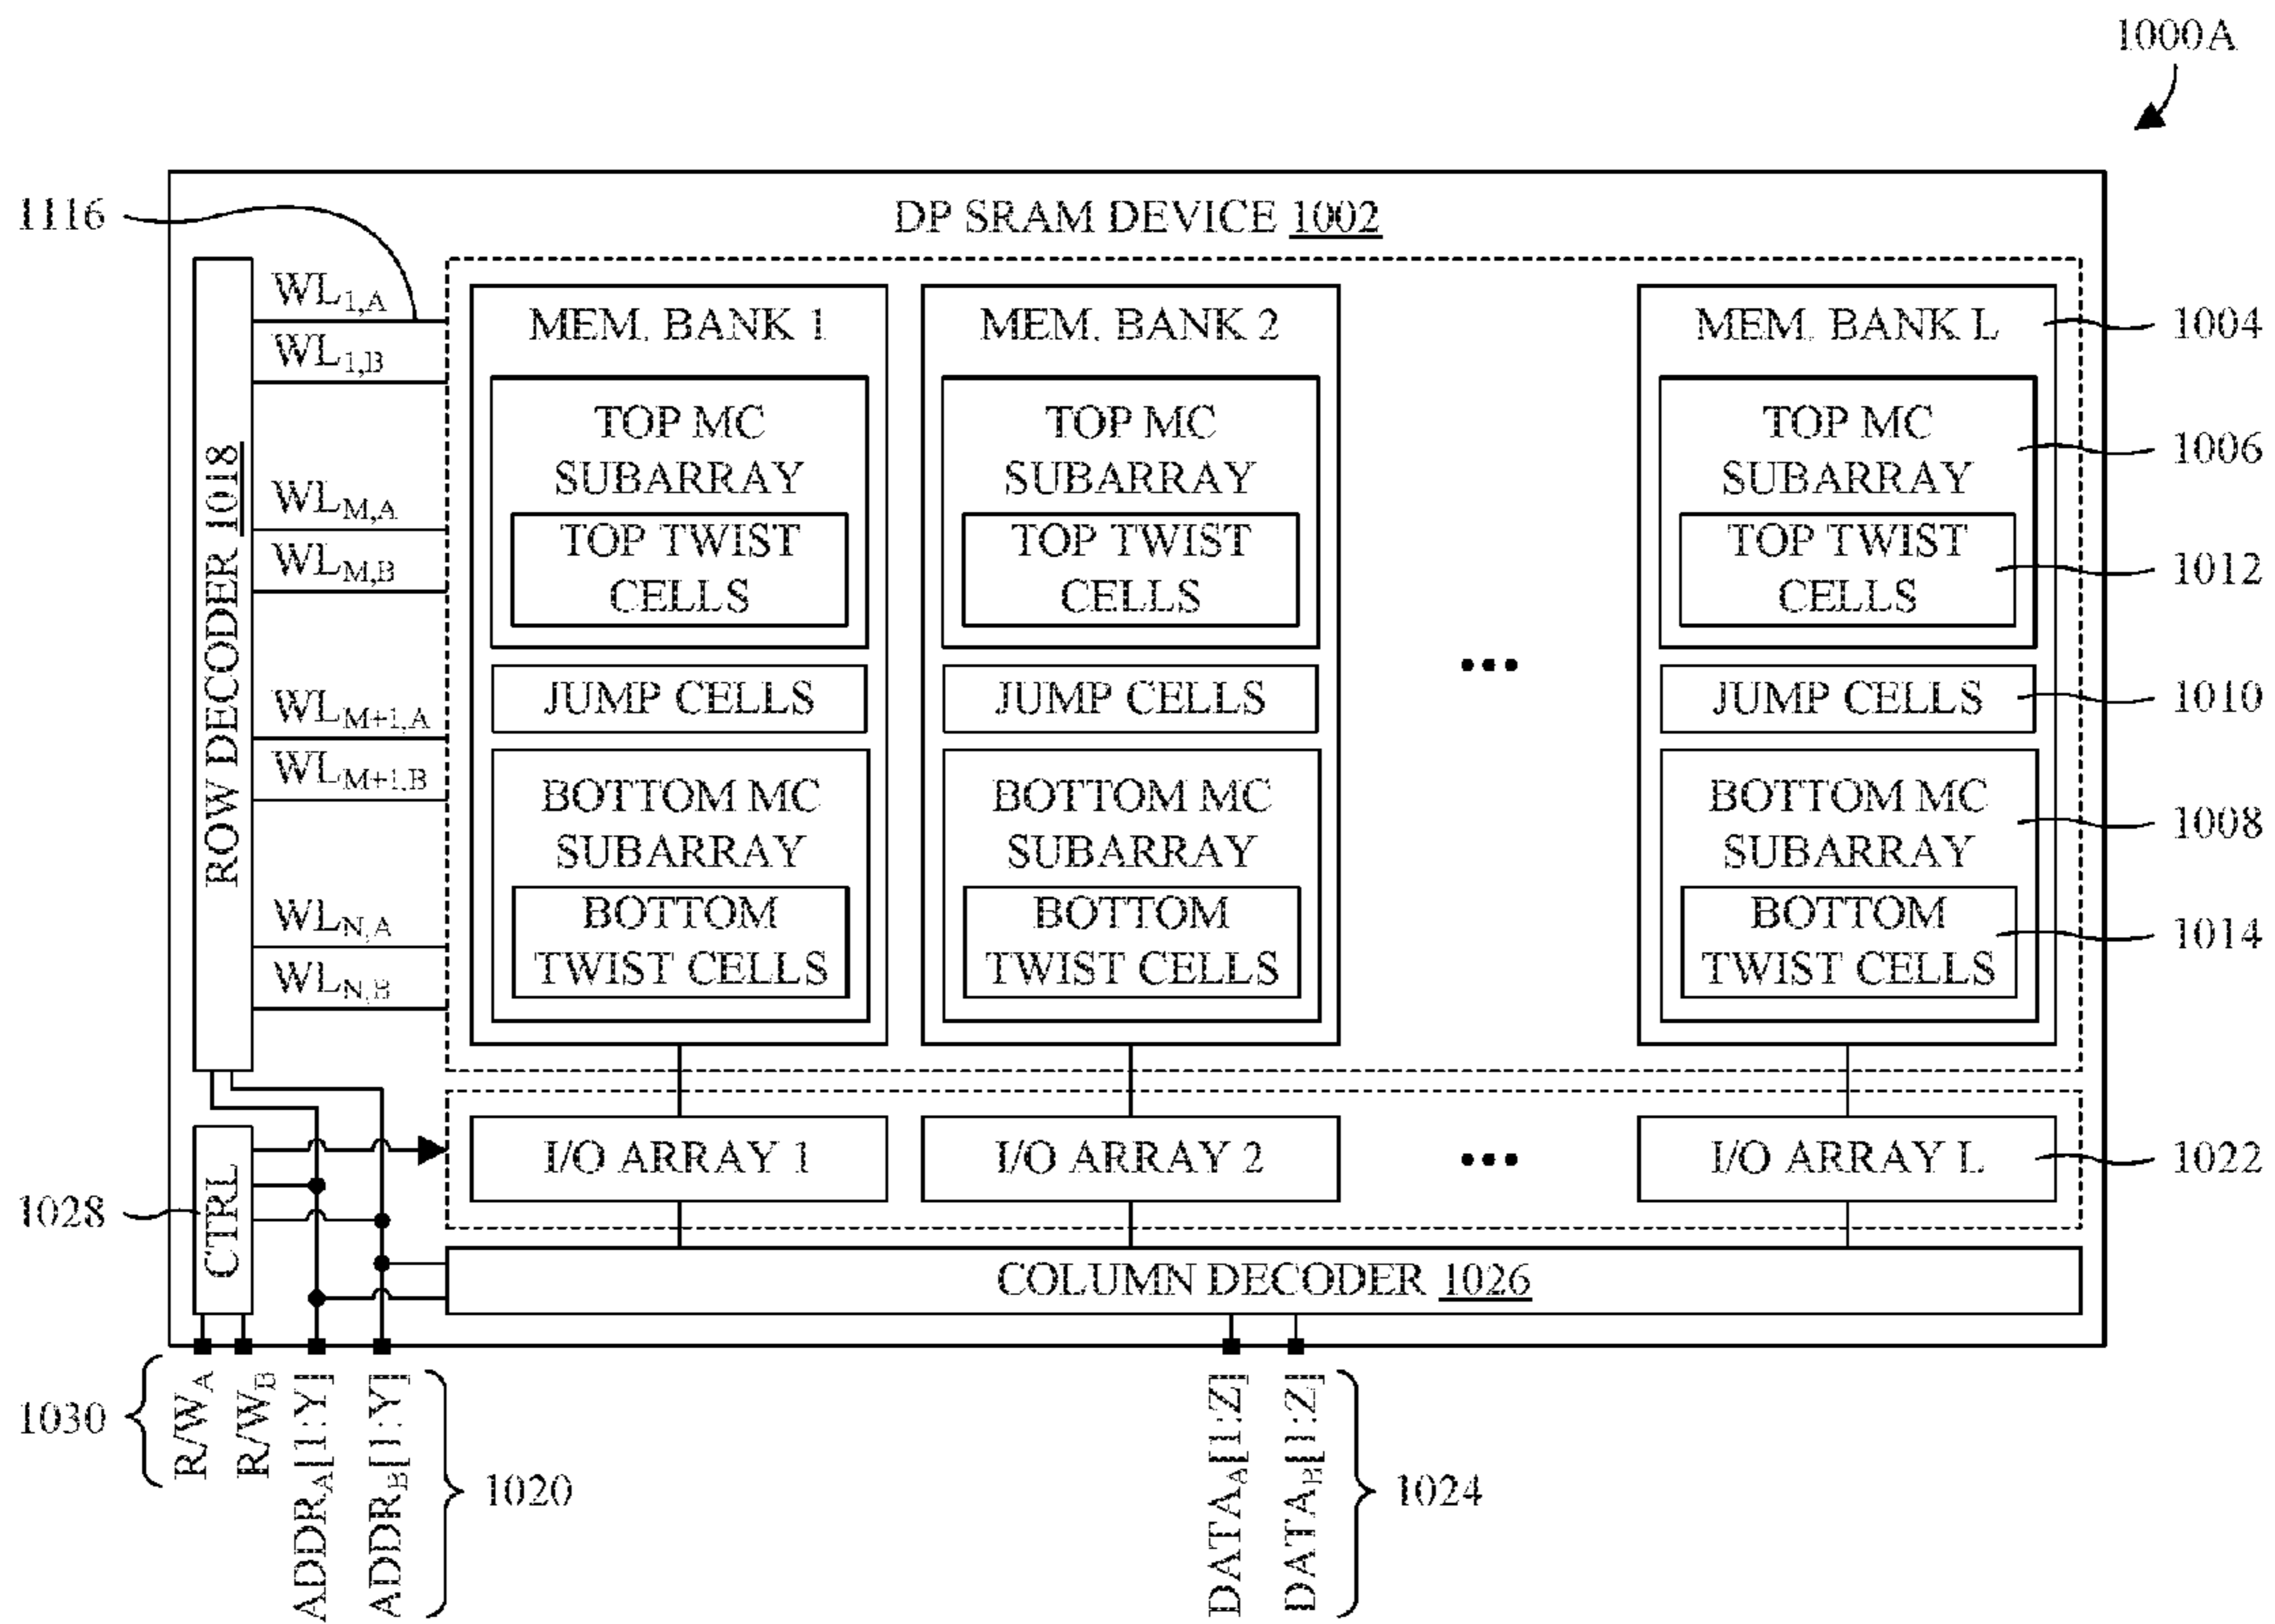 1000A
1116
DP SRAM DEVICE 1002
WL1,A
WL1,B
WLM,A
WLM,B
WLM+1,A
WLM+1,B
WLN,A
WLN,B
ROW DECODER 1018
MEM. BANK 1
TOP MC
SUBARRAY
TOP TWIST
CELLS
JUMP CELLS
BOTTOM MC
SUBARRAY
BOTTOM
TWIST CELLS
MEM. BANK 2
TOP MC
SUBARRAY
TOP TWIST
CELLS
JUMP CELLS
BOTTOM MC
SUBARRAY
BOTTOM
TWIST CELLS
•••
MEM. BANK L
TOP MC
SUBARRAY
TOP TWIST
CELLS
JUMP CELLS
BOTTOM MC
SUBARRAY
BOTTOM
TWIST CELLS
1004
1006
1012
1010
1008
1014
I/O ARRAY 1
I/O ARRAY 2
•••
I/O ARRAY L
1022
1028
CTRL
COLUMN DECODER 1026
1030
R/WA
R/WB
ADDRA[1:Y]
ADDRB[1:Y]
1020
DATAA[1:Z]
DATAB[1:Z]
1024